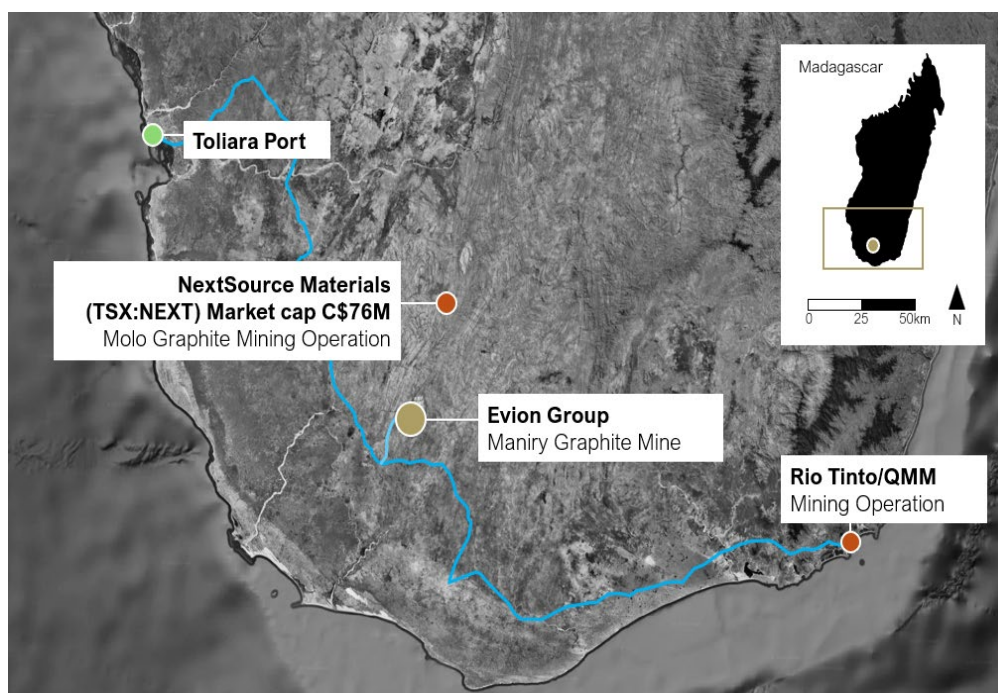 Madagascar
0 25 50km
N
Toliara Port
NextSource Materials
(TSX:NEXT) Market cap C$76M
Molo Graphite Mining Operation
Evion Group
Maniry Graphite Mine
Rio Tinto/QMM
Mining Operation